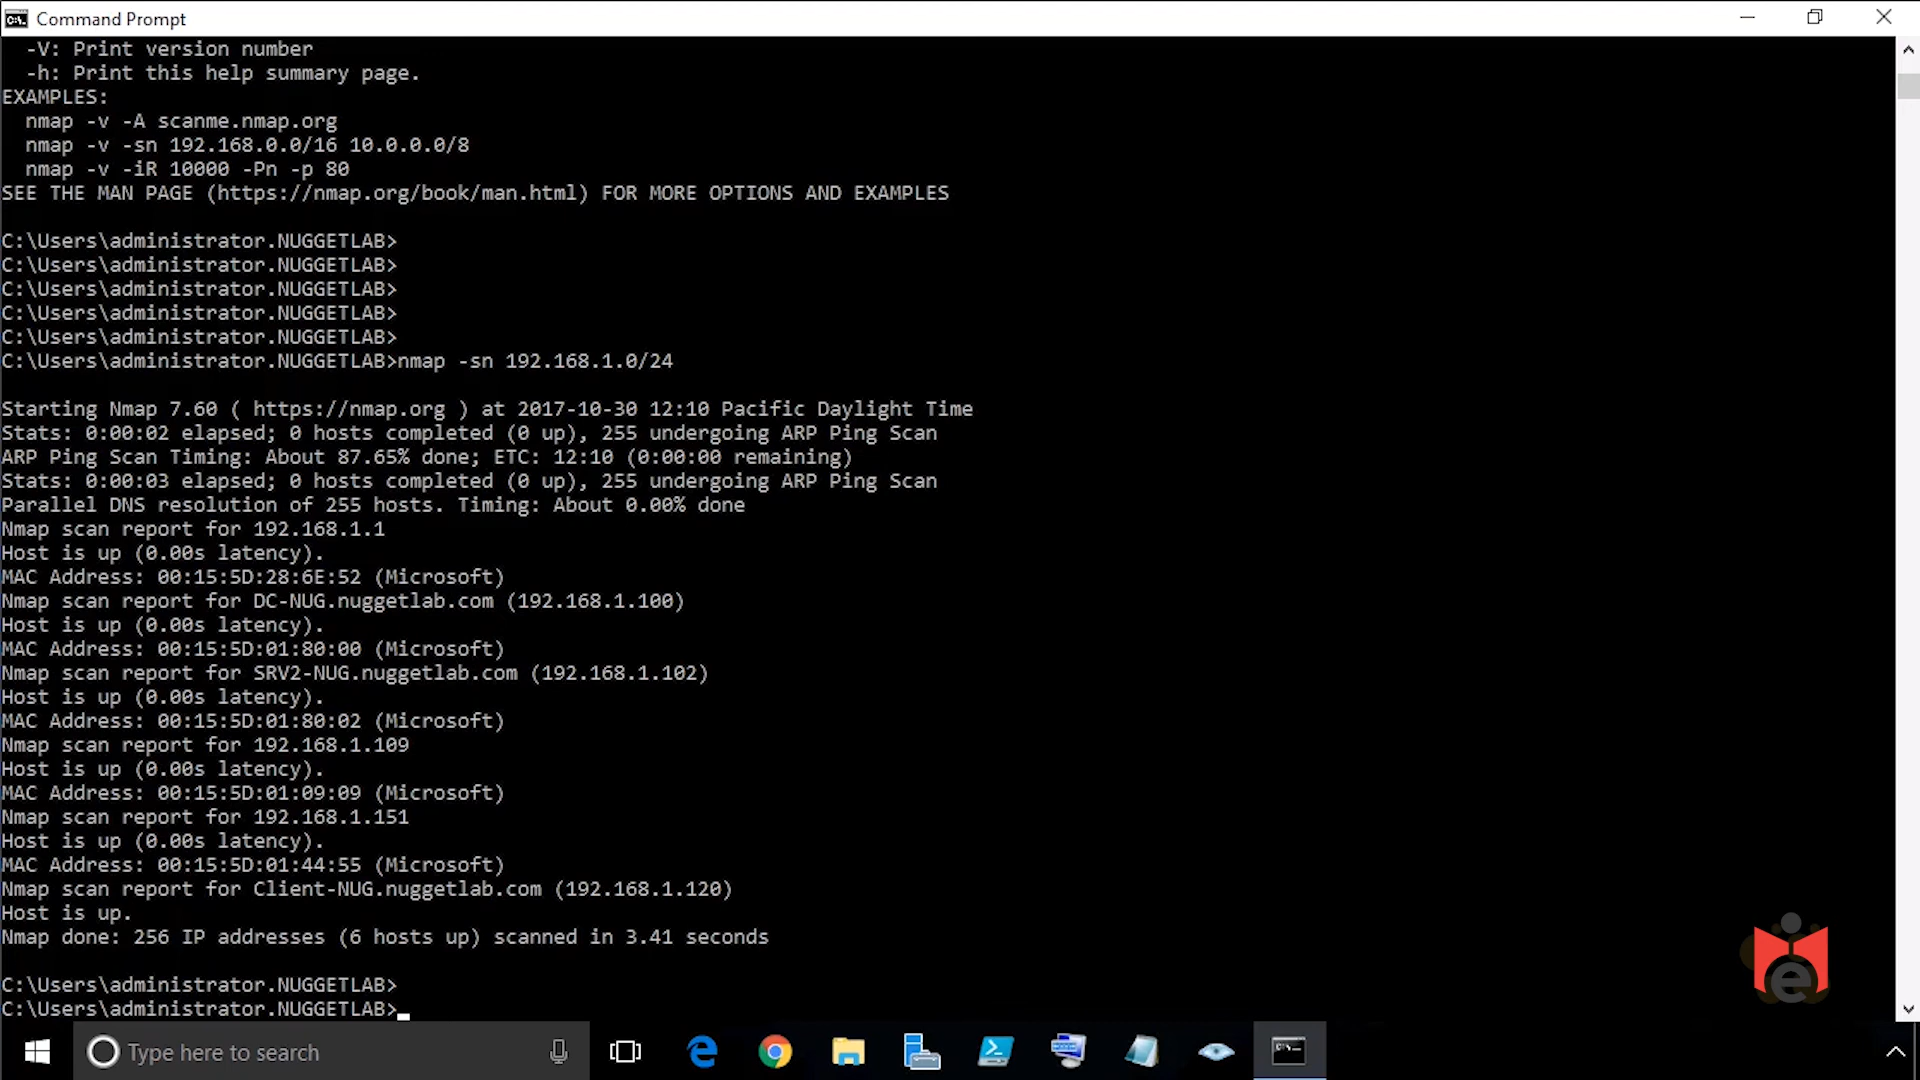 Command Prompt
-V: Print version number
-h: Print this help summary page.
EXAMPLES:
nmap -v -A scanme.nmap.org
nmap -v -sn 192.168.0.0/16 10.0.0.0/8
nmap -v -iR 10000 -Pn -p 80
SEE THE MAN PAGE (https://nmap.org/book/man.html) FOR MORE OPTIONS AND EXAMPLES
C:\Users\administrator.NUGGETLAB>
C:\Users\administrator.NUGGETLAB>
C:\Users\administrator.NUGGETLAB>
C:\Users\administrator.NUGGETLAB>
C:\Users\administrator.NUGGETLAB>
C:\Users\administrator.NUGGETLAB>nmap -sn 192.168.1.0/24
Starting Nmap 7.60 ( https://nmap.org ) at 2017-10-30 12:10 Pacific Daylight Time
Stats: 0:00:02 elapsed; 0 hosts completed (0 up), 255 undergoing ARP Ping Scan
ARP Ping Scan Timing: About 87.65% done; ETC: 12:10 (0:00:00 remaining)
Stats: 0:00:03 elapsed; 0 hosts completed (0 up), 255 undergoing ARP Ping Scan
Parallel DNS resolution of 255 hosts. Timing: About 0.00% done
Nmap scan report for 192.168.1.1
Host is up (0.00s latency).
MAC Address: 00:15:5D:28:6E:52 (Microsoft)
Nmap scan report for DC-NUG.nuggetlab.com (192.168.1.100)
Host is up (0.00s latency).
MAC Address: 00:15:5D:01:80:00 (Microsoft)
Nmap scan report for SRV2-NUG.nuggetlab.com (192.168.1.102)
Host is up (0.00s latency).
MAC Address: 00:15:5D:01:80:02 (Microsoft)
Nmap scan report for 192.168.1.109
Host is up (0.00s latency).
MAC Address: 00:15:5D:01:09:09 (Microsoft)
Nmap scan report for 192.168.1.151
Host is up (0.00s latency).
MAC Address: 00:15:5D:01:44:55 (Microsoft)
Nmap scan report for Client-NUG.nuggetlab.com (192.168.1.120)
Host is up.
Nmap done: 256 IP addresses (6 hosts up) scanned in 3.41 seconds
C:\Users\administrator.NUGGETLAB>
C:\Users\administrator.NUGGETLAB>
e
Type here to search